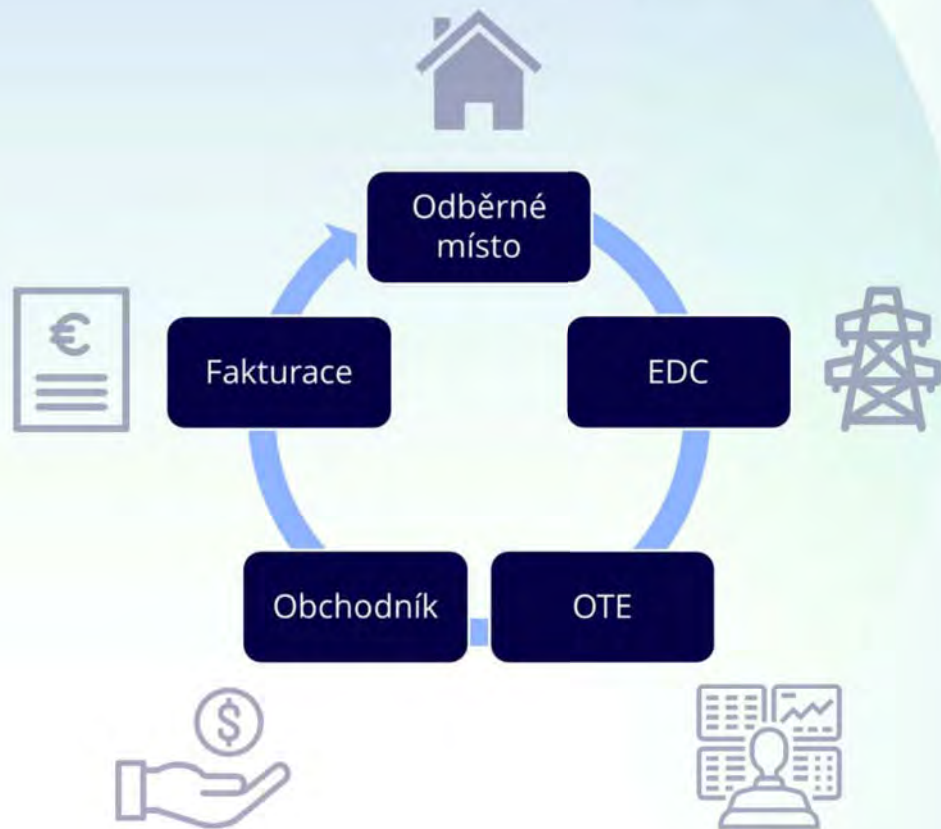 Odběrné
místo
EDC
OTE
Obchodník
Fakturace
€
$